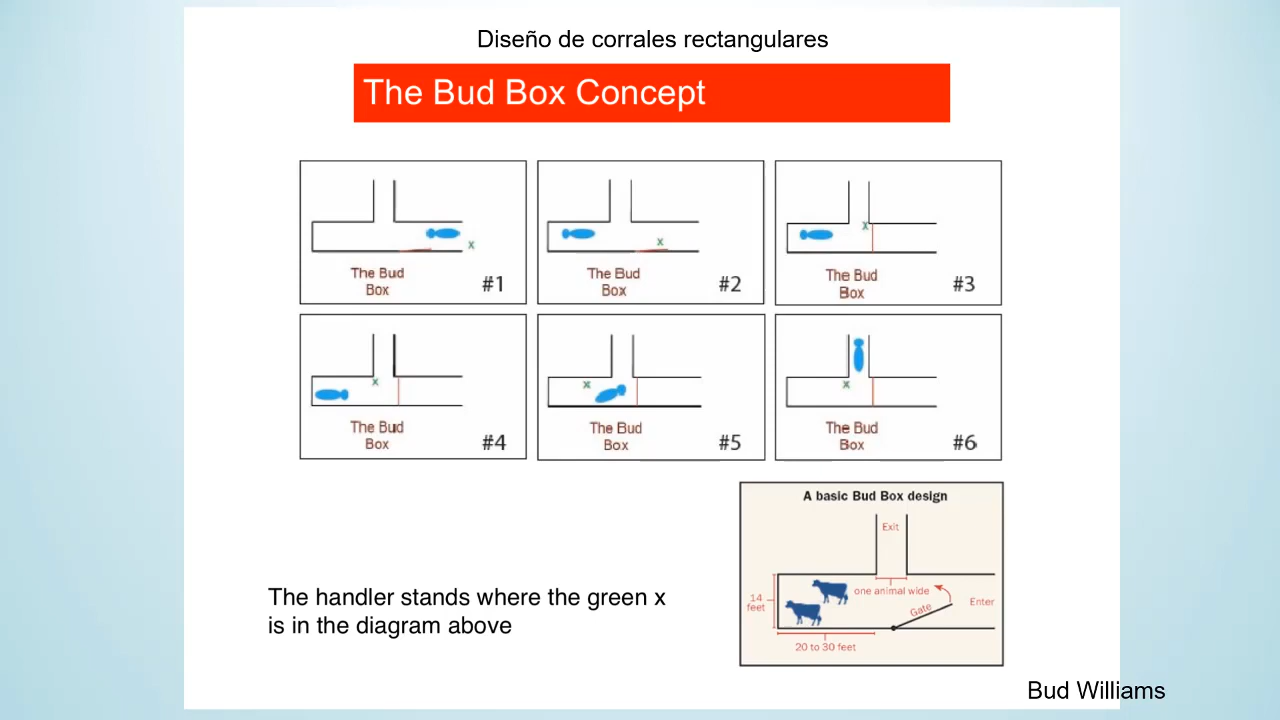 Diseño de corrales rectangulares
The Bud Box Concept
x
The Bud
Box
#1
x
The Bud
Box
#2
x
The Bud
Box
#3
x
The Bud
Box
#4
x
The Bud
Box
#5
x
The Bud
Box
#6
A basic Bud Box design
Exit
14
feet
one animal wide
Gate
Enter
20 to 30 feet
The handler stands where the green x
is in the diagram above
Bud Williams